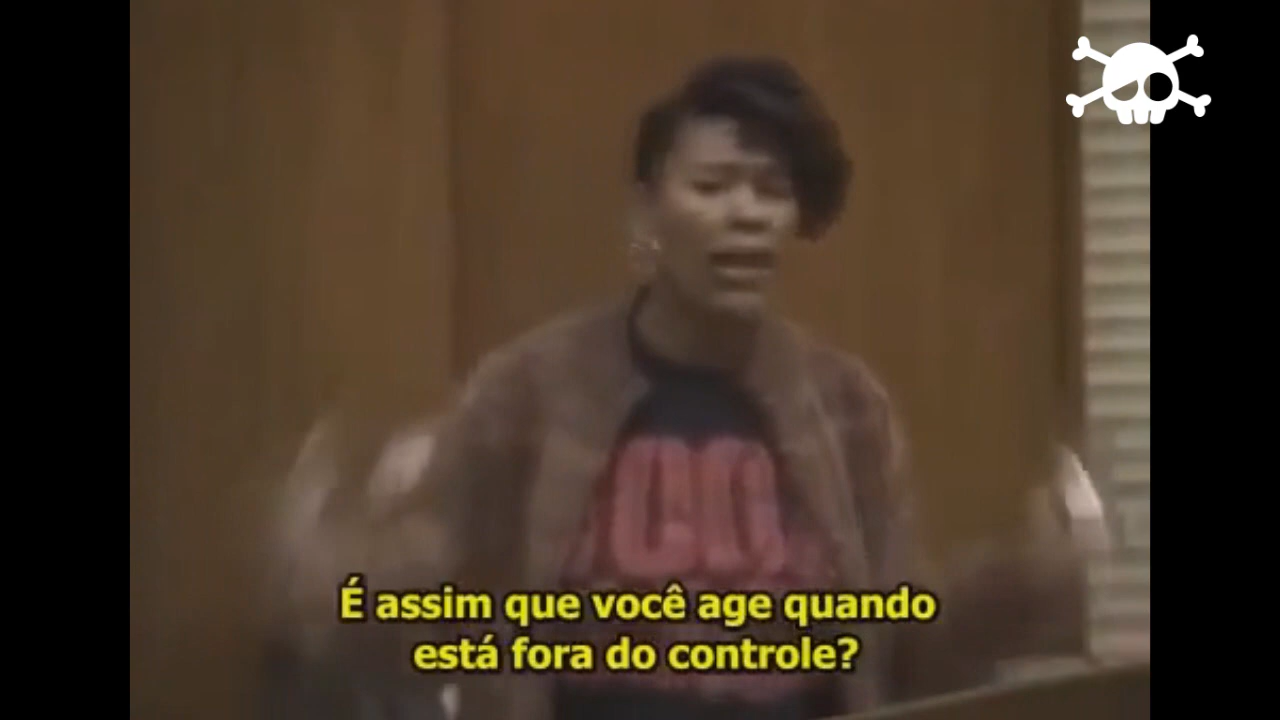 É assim que você age quando
está fora do controle?